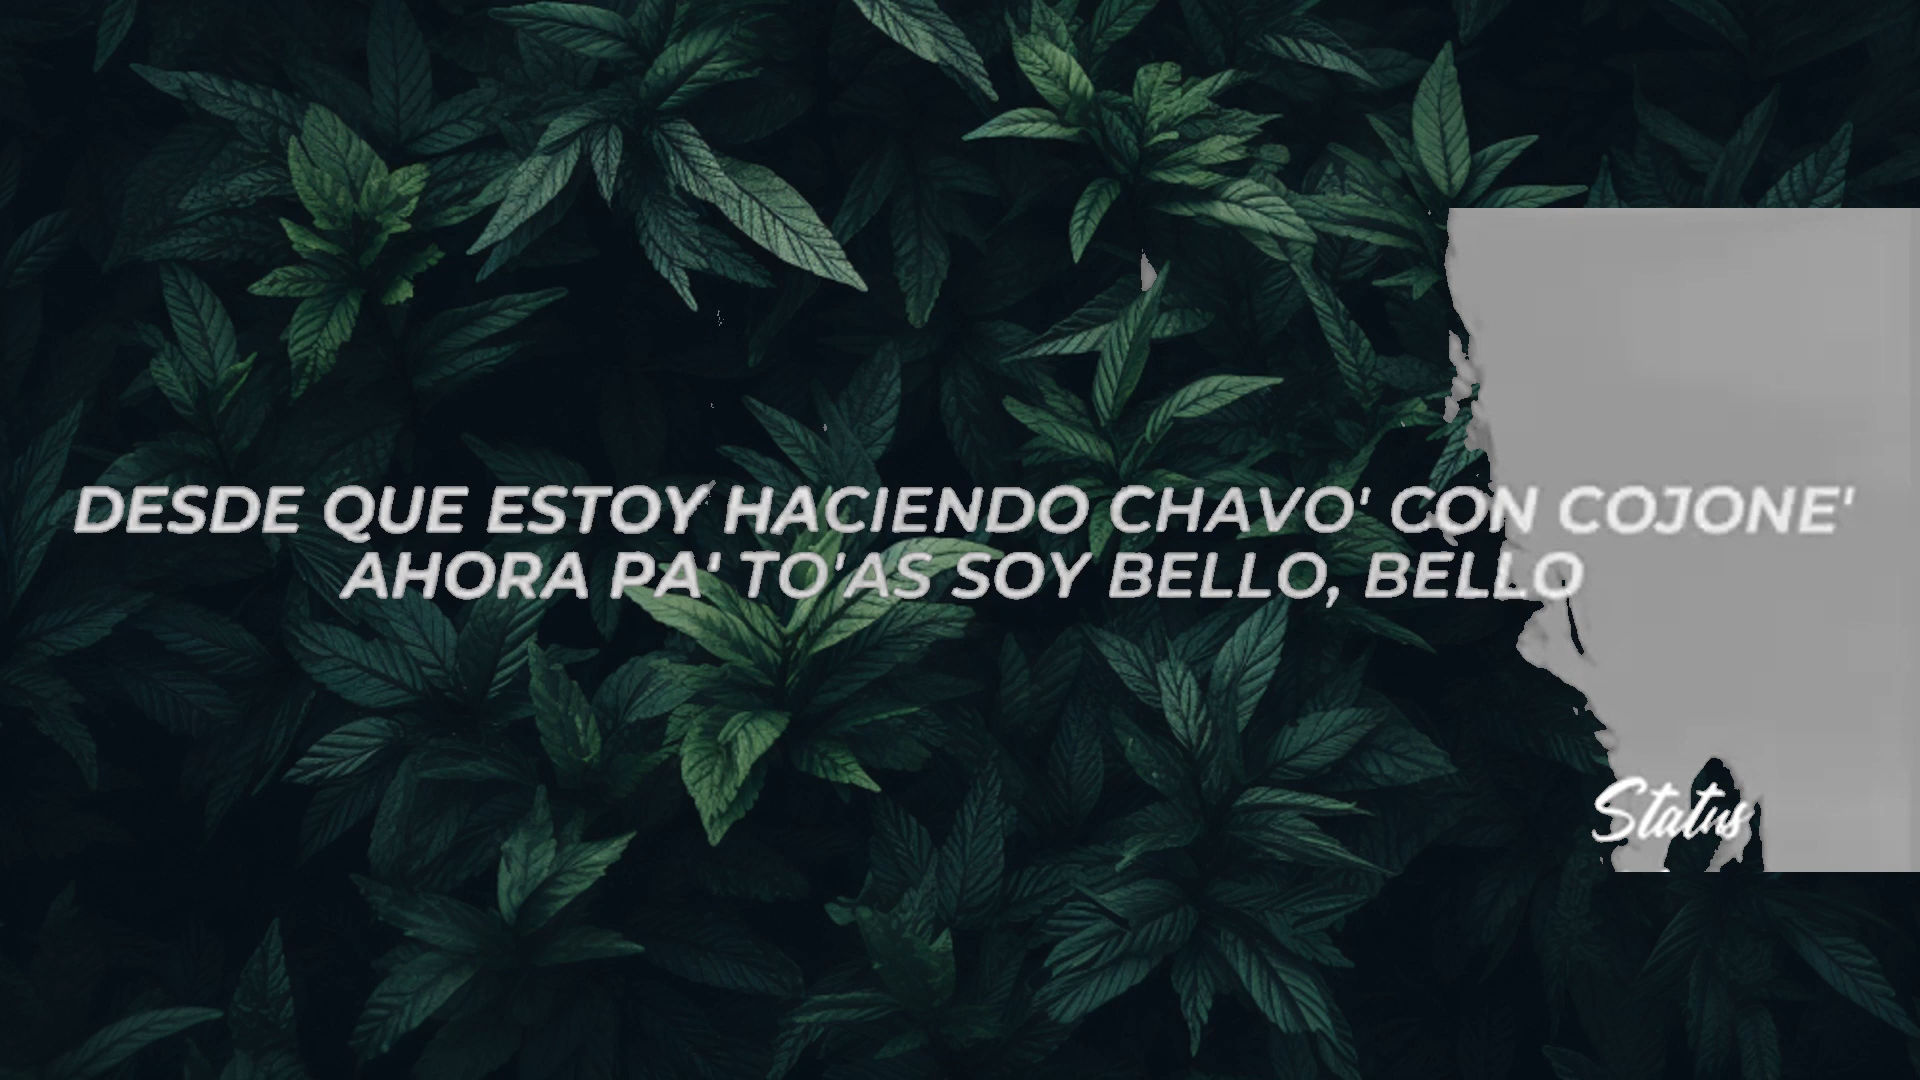 DESDE QUE ESTOY HACIENDO CHAVO' CON COJONE'
AHORA PA' TO'AS SOY BELLO, BELLO
Status